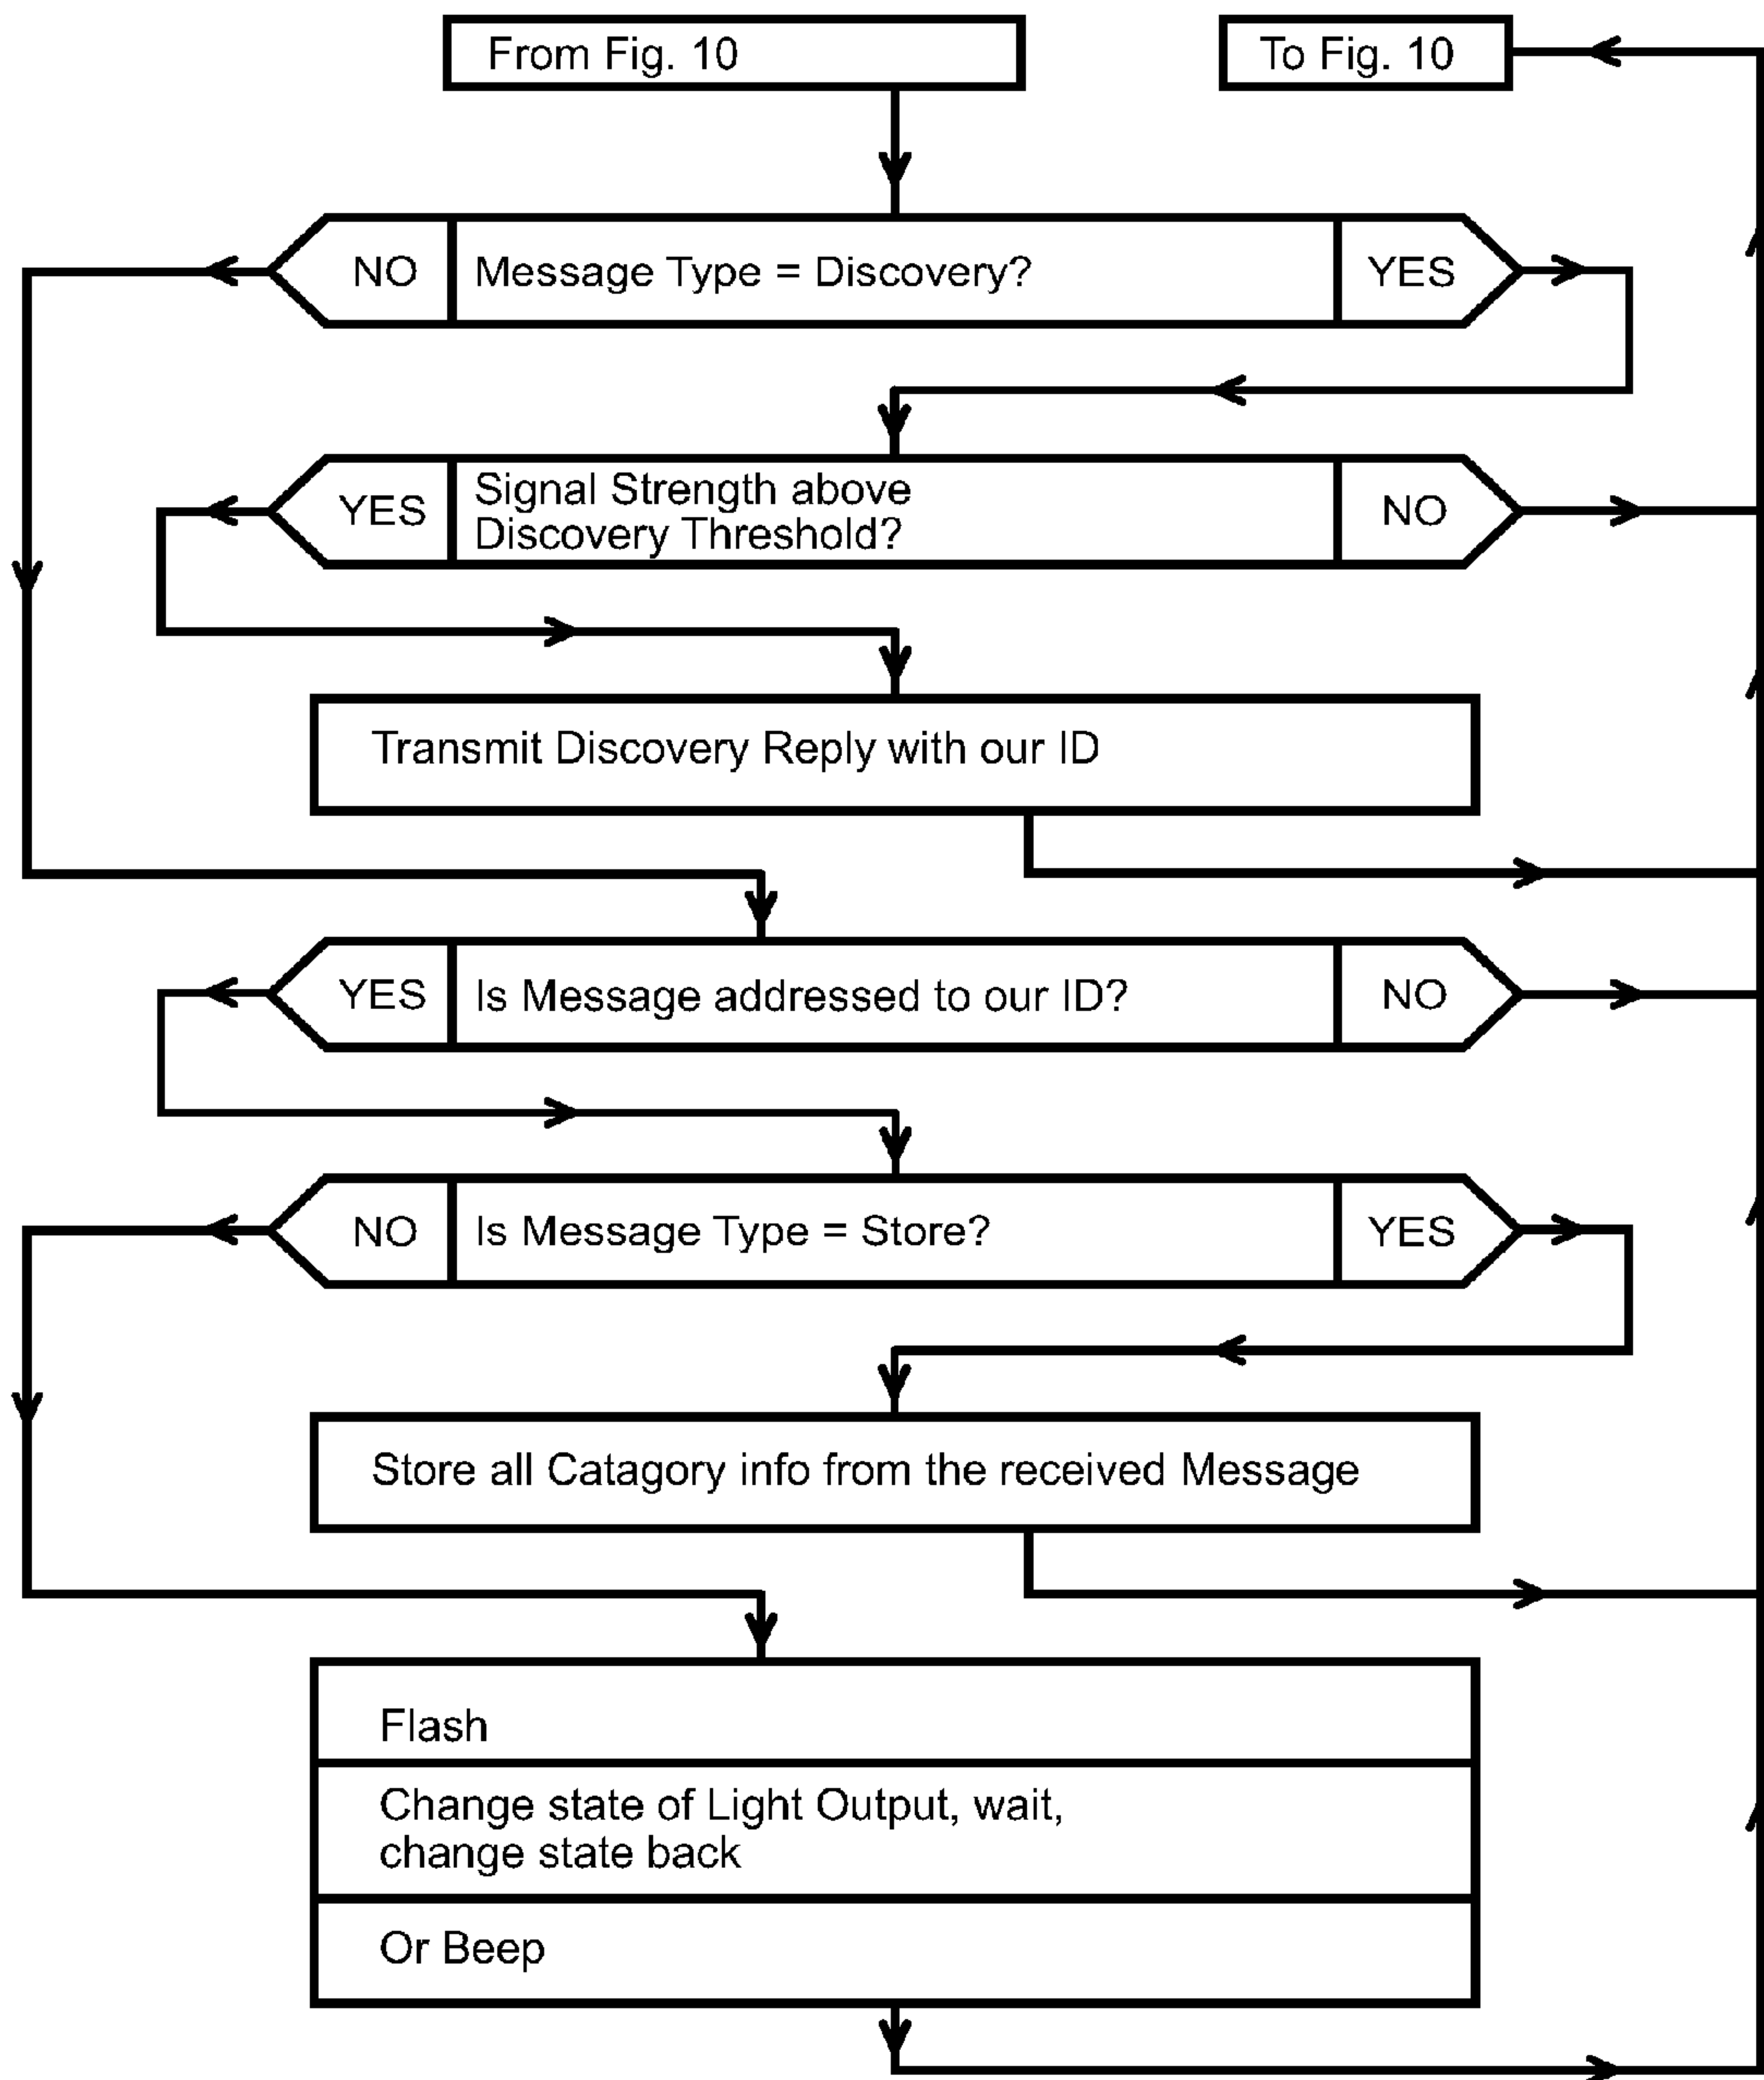 From Fig. 10
To Fig. 10
NO
Message Type = Discovery?
YES
YES
Signal Strength above
Discovery Threshold?
NO
Transmit Discovery Reply with our ID
YES
Is Message addressed to our ID?
NO
NO
Is Message Type = Store?
YES
Store all Catagory info from the received Message
Flash
Change state of Light Output, wait,
change state back
Or Beep